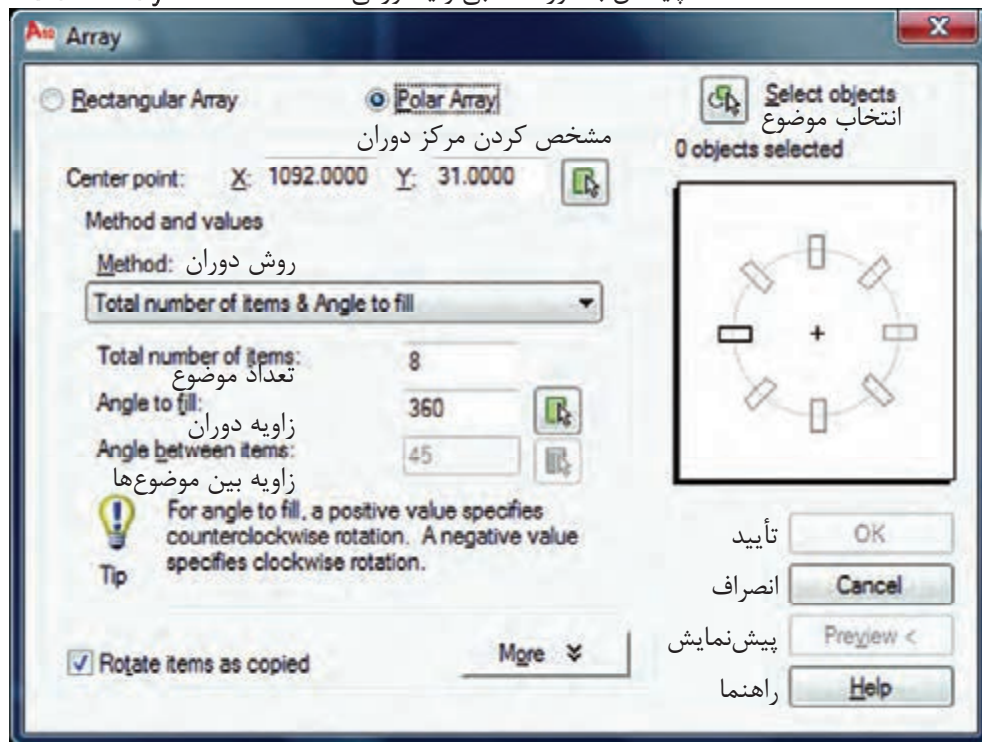 Array
Rectangular Array
Polar Array
Select objects
انتخاب موضوع
0 objects selected
مشخص کردن مرکز دوران
Center point: X: 1092.0000 Y: 31.0000
Method and values
Method: روش دوران
Total number of items & Angle to fill
Total number of items: 8
تعداد موضوع
Angle to fill: 360
زاویه دوران
Angle between items: 45
زاویه بین موضوع‌ها
For angle to fill, a positive value specifies
counterclockwise rotation. A negative value
specifies clockwise rotation.
Tip
Rotate items as copied
More
تأیید OK
انصراف Cancel
پیش‌نمایش Preview <
راهنما Help